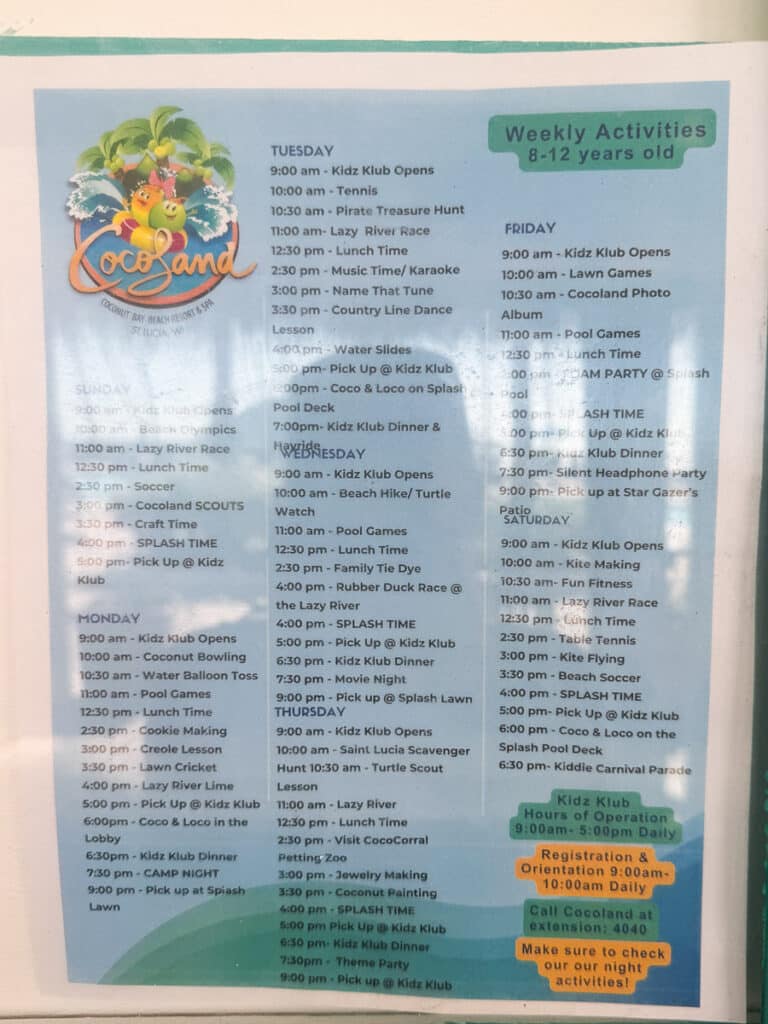 CocoLand
COCONUT BAY BEACH RESORT & SPA
ST. LUCIA, WI
SUNDAY
9:00 am - Kidz Klub Opens
10:00 am - Beach Olympics
11:00 am - Lazy River Race
12:30 pm - Lunch Time
2:30 pm - Soccer
3:00 pm - Cocoland SCOUTS
3:30 pm - Craft Time
4:00 pm - SPLASH TIME
5:00 pm- Pick Up @ Kidz
Klub
MONDAY
9:00 am - Kidz Klub Opens
10:00 am - Coconut Bowling
10:30 am - Water Balloon Toss
11:00 am - Pool Games
12:30 pm - Lunch Time
2:30 pm - Cookie Making
3:00 pm - Creole Lesson
3:30 pm - Lawn Cricket
4:00 pm - Lazy River Lime
5:00 pm - Pick Up @ Kidz Klub
6:00pm - Coco & Loco in the
Lobby
6:30pm - Kidz Klub Dinner
7:30 pm - CAMP NIGHT
9:00 pm - Pick up at Splash
Lawn
TUESDAY
9:00 am - Kidz Klub Opens
10:00 am - Tennis
10:30 am - Pirate Treasure Hunt
11:00 am- Lazy River Race
12:30 pm - Lunch Time
2:30 pm - Music Time/ Karaoke
3:00 pm - Name That Tune
3:30 pm - Country Line Dance
Lesson
4:00 pm - Water Slides
5:00 pm- Pick Up @ Kidz Klub
6:00pm - Coco & Loco on Splash
Pool Deck
7:00pm- Kidz Klub Dinner &
Hayride
WEDNESDAY
9:00 am - Kidz Klub Opens
10:00 am - Beach Hike/ Turtle
Watch
11:00 am - Pool Games
12:30 pm - Lunch Time
2:30 pm - Family Tie Dye
4:00 pm - Rubber Duck Race @
the Lazy River
4:00 pm - SPLASH TIME
5:00 pm - Pick Up @ Kidz Klub
6:30 pm - Kidz Klub Dinner
7:30 pm - Movie Night
9:00 pm - Pick up @ Splash Lawn
THURSDAY
9:00 am - Kidz Klub Opens
10:00 am - Saint Lucia Scavenger
Hunt 10:30 am - Turtle Scout
Lesson
11:00 am - Lazy River
12:30 pm - Lunch Time
2:30 pm - Visit CocoCorral
Petting Zoo
3:00 pm - Jewelry Making
3:30 pm - Coconut Painting
4:00 pm - SPLASH TIME
5:00 pm Pick Up @ Kidz Klub
6:30 pm- Kidz Klub Dinner
7:30pm - Theme Party
9:00 pm - Pick up @ Kidz Klub
Weekly Activities
8-12 years old
FRIDAY
9:00 am - Kidz Klub Opens
10:00 am - Lawn Games
10:30 am - Cocoland Photo
Album
11:00 am - Pool Games
12:30 pm - Lunch Time
pm - FOAM PARTY @ Splash
Pool
4:00 pm- SPLASH TIME
5:00 pm- Pick Up @ Kidz Klub
6:30 pm- Kidz Klub Dinner
7:30 pm- Silent Headphone Party
9:00 pm- Pick up at Star Gazer's
Patio
SATURDAY
9:00 am - Kidz Klub Opens
10:00 am - Kite Making
10:30 am- Fun Fitness
11:00 am - Lazy River Race
12:30 pm - Lunch Time
2:30 pm - Table Tennis
3:00 pm - Kite Flying
3:30 pm - Beach Soccer
4:00 pm - SPLASH TIME
5:00 pm- Pick Up @ Kidz Klub
6:00 pm - Coco & Loco on the
Splash Pool Deck
6:30 pm- Kiddie Carnival Parade
Kidz Klub
Hours of Operation
9:00am- 5:00pm Daily
Registration &
Orientation 9:00am-
10:00am Daily
Call Cocoland at
extension: 4040
Make sure to check
our our night
activities!